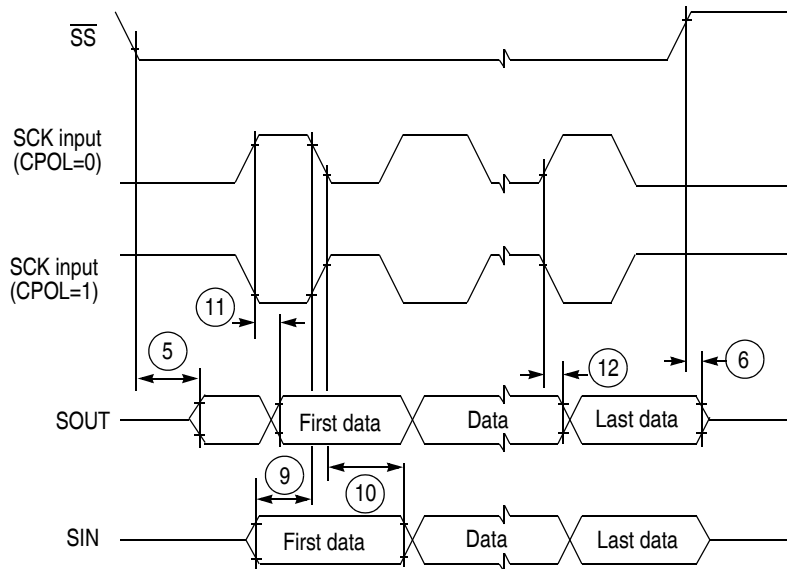 S̅S̅
SCK input
(CPOL=0)
SCK input
(CPOL=1)
11
5
12
6
SOUT
First data
Data
Last data
9
10
SIN
First data
Data
Last data